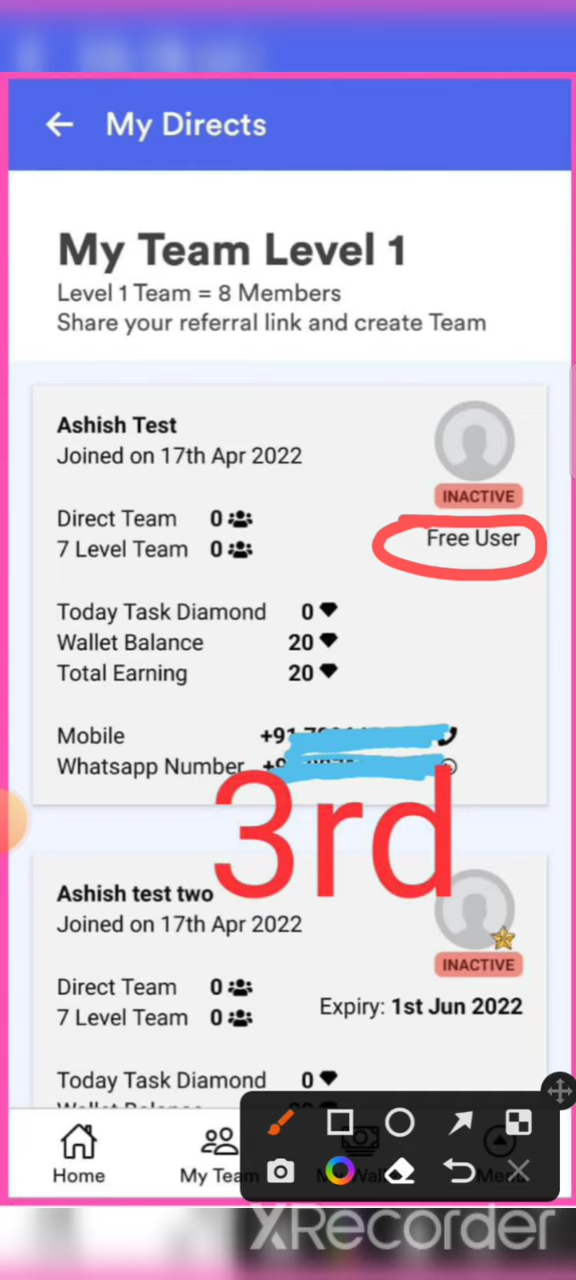 My Directs
My Team Level 1
Level 1 Team = 8 Members
Share your referral link and create Team
Ashish Test
Joined on 17th Apr 2022
INACTIVE
Direct Team 0
Free User
7 Level Team 0
Today Task Diamond 0
Wallet Balance 20
Total Earning 20
Mobile +91
Whatsapp Number
3rd
Ashish test two
Joined on 17th Apr 2022
INACTIVE
Direct Team 0
Expiry: 1st Jun 2022
7 Level Team 0
Today Task Diamond 0
Home
My Team
XRecorder